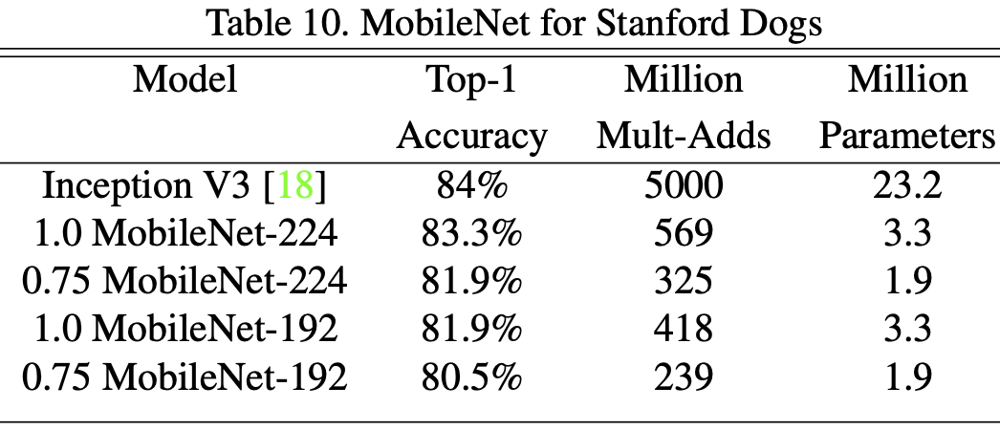 Table 10. MobileNet for Stanford Dogs
Model Top-1 Million Million
Accuracy Mult-Adds Parameters
Inception V3 [18] 84% 5000 23.2
1.0 MobileNet-224 83.3% 569 3.3
0.75 MobileNet-224 81.9% 325 1.9
1.0 MobileNet-192 81.9% 418 3.3
0.75 MobileNet-192 80.5% 239 1.9